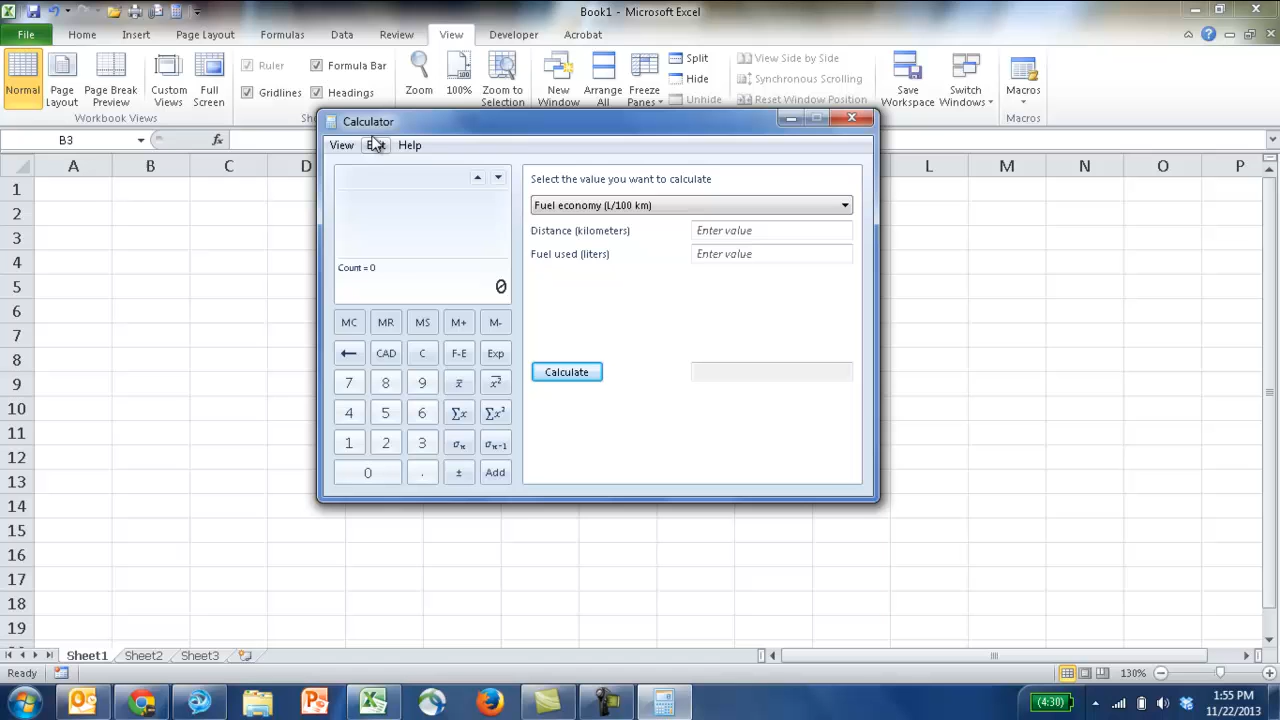 Book1 - Microsoft Excel
File Home Insert Page Layout Formulas Data Review View Developer Acrobat
Normal
Page Layout
Page Break Preview
Custom Views
Full Screen
Ruler
Formula Bar
Gridlines
Headings
Zoom
100%
Zoom to Selection
New Window
Arrange All
Freeze Panes
Split
Hide
Unhide
View Side by Side
Synchronous Scrolling
Reset Window Position
Save Workspace
Switch Windows
Macros
Workbook Views
Macros
B3
fx
A B C D L M N O P
1
2
3
4
5
6
7
8
9
10
11
12
13
14
15
16
17
18
19
Calculator
View Help
Count = 0
0
MC MR MS M+ M-
← CAD C F-E Exp
7 8 9 x̅ x̅²
4 5 6 ∑x ∑x²
1 2 3 σn σn-1
0 . ± Add
Select the value you want to calculate
Fuel economy (L/100 km)
Distance (kilometers) Enter value
Fuel used (liters) Enter value
Calculate
Sheet1 Sheet2 Sheet3
Ready
130%
(4:30)
1:55 PM
11/22/2013